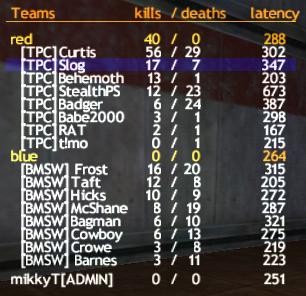 Teams kills / deaths latency
red 40 / 0 288
[TPC]Curtis 56 / 29 302
[TPC]Slog 17 / 7 347
[TPC]Behemoth 13 / 1 203
[TPC]StealthPS 12 / 23 673
[TPC]Badger 6 / 24 387
[TPC]Babe2000 3 / 1 298
[TPC]RAT 2 / 1 167
[TPC]t!mo 0 / 1 215
blue 0 / 0 264
[BMSW] Frost 16 / 20 315
[BMSW] Taft 12 / 8 205
[BMSW] Hicks 10 / 9 272
[BMSW] McShane 8 / 19 287
[BMSW] Bagman 6 / 10 321
[BMSW] Cowboy 6 / 13 275
[BMSW] Crowe 3 / 8 219
[BMSW] Barnes 3 / 11 223
mikkyT[ADMIN] 0 / 0 251